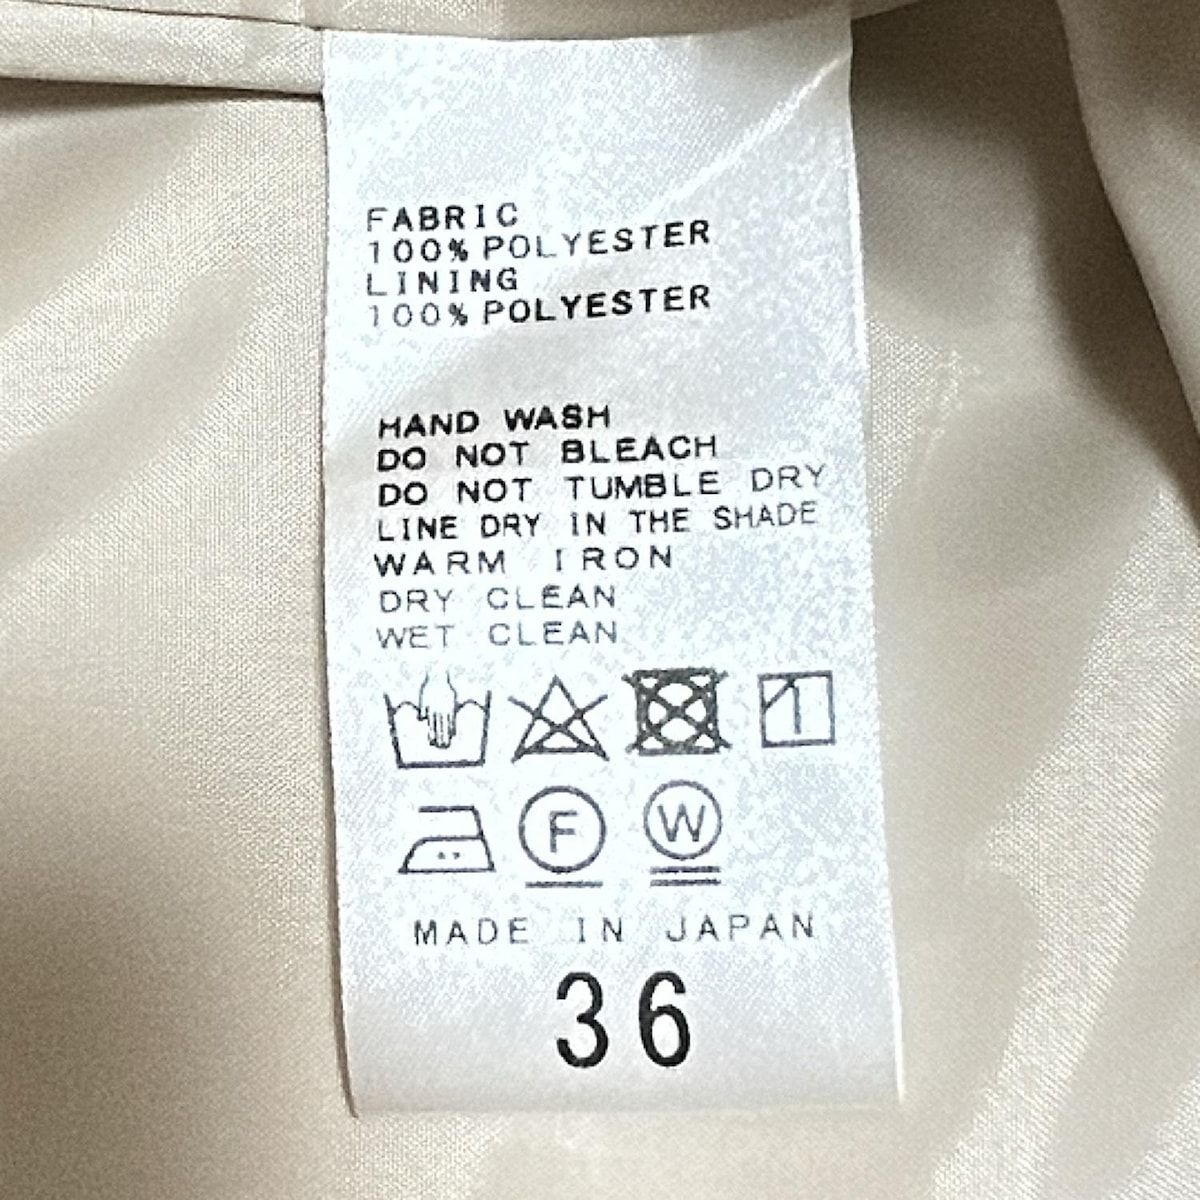 FABRIC
100% POLYESTER
LINING
100% POLYESTER
HAND WASH
DO NOT BLEACH
DO NOT TUMBLE DRY
LINE DRY IN THE SHADE
WARM IRON
DRY CLEAN
WET CLEAN
F W
MADE IN JAPAN
36